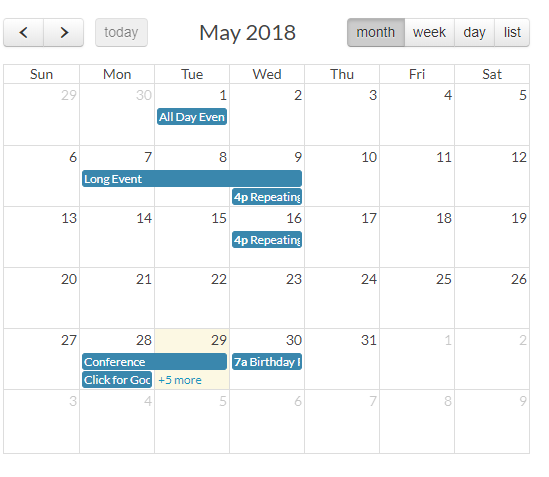 today May 2018 month week day list
Sun Mon Tue Wed Thu Fri Sat
29 30 1 2 3 4 5
All Day Even
6 7 8 9 10 11 12
Long Event
4p Repeating
13 14 15 16 17 18 19
4p Repeating
20 21 22 23 24 25 26
27 28 29 30 31 1 2
Conference 7a Birthday
Click for Goo +5 more
3 4 5 6 7 8 9